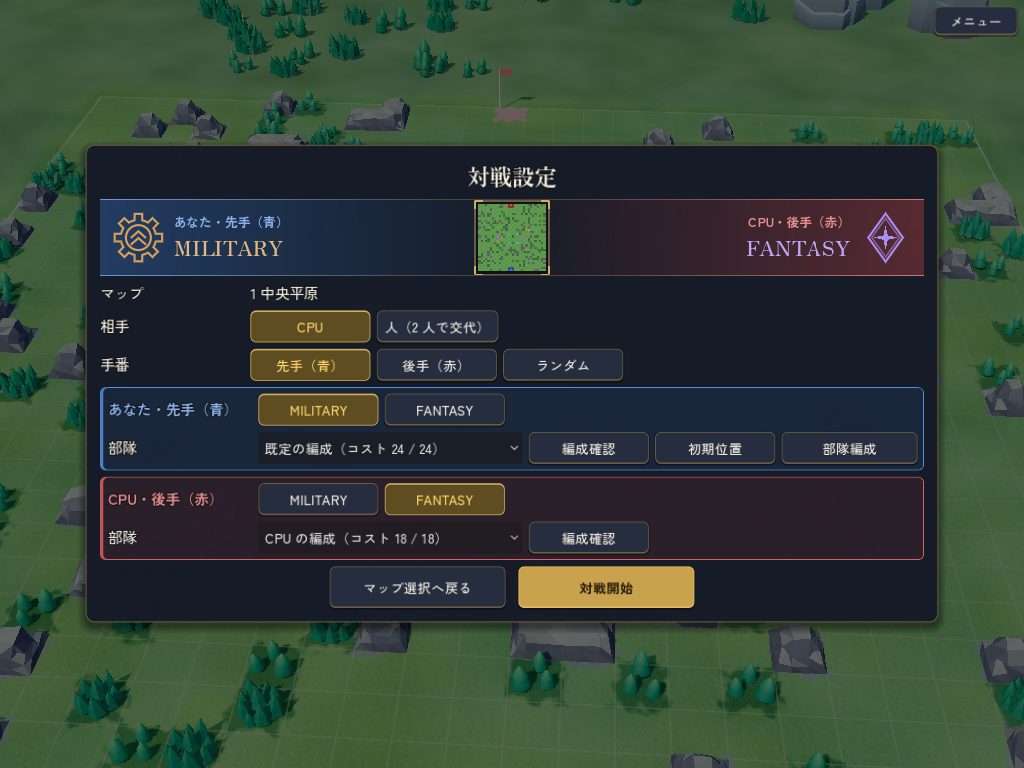 メニュー
対戦設定
あなた・先手（青）
MILITARY
CPU・後手（赤）
FANTASY
マップ 1 中央平原
相手 CPU 人（2 人で交代）
手番 先手（青） 後手（赤） ランダム
あなた・先手（青） MILITARY FANTASY
部隊 既定の編成（コスト 24 / 24） 編成確認 初期位置 部隊編成
CPU・後手（赤） MILITARY FANTASY
部隊 CPU の編成（コスト 18 / 18） 編成確認
マップ選択へ戻る 対戦開始